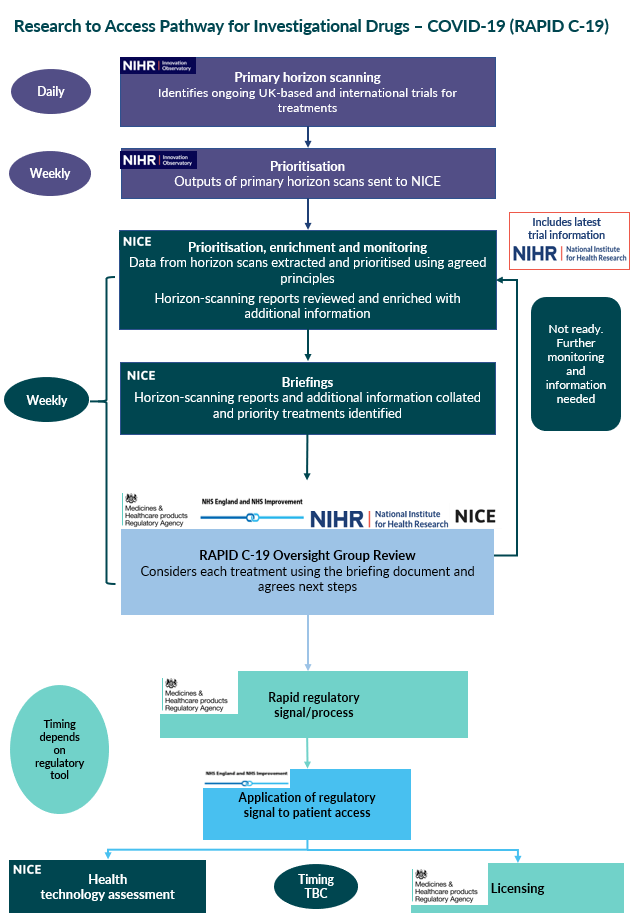 Research to Access Pathway for Investigational Drugs – COVID-19 (RAPID C-19)
Daily
NIHR | Innovation Observatory
Primary horizon scanning
Identifies ongoing UK-based and international trials for
treatments
Weekly
NIHR | Innovation Observatory
Prioritisation
Outputs of primary horizon scans sent to NICE
Includes latest
trial information
NIHR | National Institute
for Health Research
NICE
Prioritisation, enrichment and monitoring
Data from horizon scans extracted and prioritised using agreed
principles
Horizon-scanning reports reviewed and enriched with
additional information
Not ready.
Further
monitoring
and
information
needed
Weekly
NICE
Briefings
Horizon-scanning reports and additional information collated
and priority treatments identified
Medicines &
Healthcare products
Regulatory Agency
NHS England and NHS Improvement
NIHR | National Institute
for Health Research
NICE
RAPID C-19 Oversight Group Review
Considers each treatment using the briefing document and
agrees next steps
Timing
depends
on
regulatory
tool
Medicines &
Healthcare products
Regulatory Agency
Rapid regulatory
signal/process
NHS England and NHS Improvement
Application of regulatory
signal to patient access
NICE
Health
technology assessment
Timing
TBC
Medicines &
Healthcare products
Regulatory Agency
Licensing